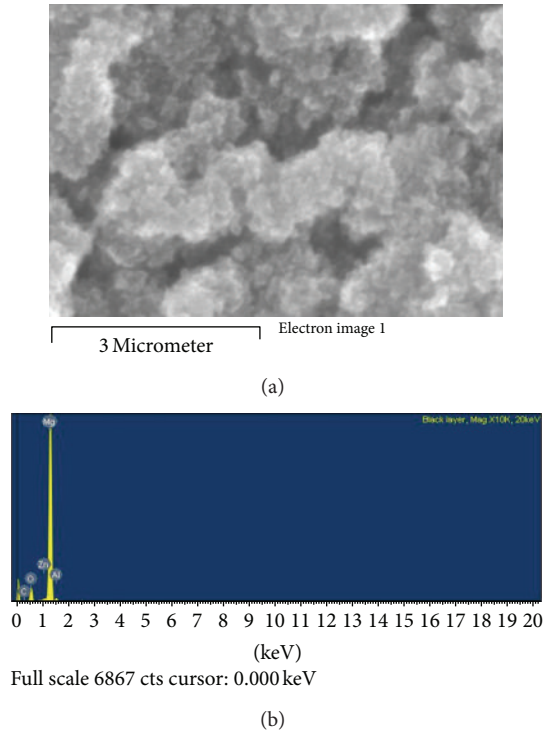 3 Micrometer
Electron image 1
(a)
Black layer, Mag X10K, 20keV
Mg
Zn
Al
O
C
0 1 2 3 4 5 6 7 8 9 10 11 12 13 14 15 16 17 18 19 20
(keV)
Full scale 6867 cts cursor: 0.000 keV
(b)